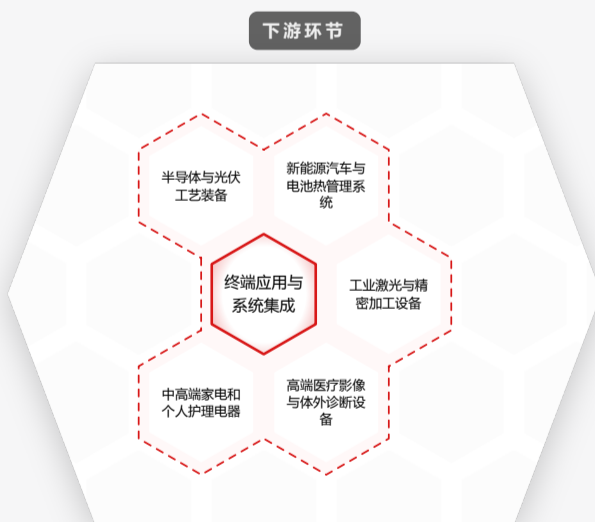 下游环节
半导体与光伏
工艺装备
新能源汽车与
电池热管理系
统
终端应用与
系统集成
工业激光与精
密加工设备
中高端家电和
个人护理电器
高端医疗影像
与体外诊断设
备